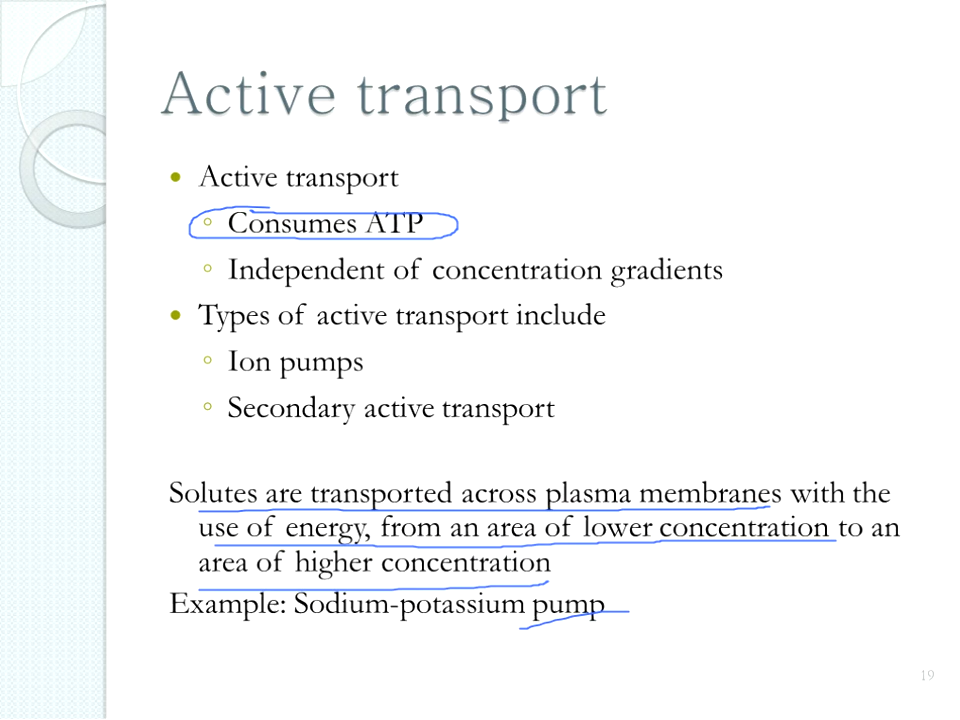 Active transport
• Active transport
◦ Consumes ATP
◦ Independent of concentration gradients
• Types of active transport include
◦ Ion pumps
◦ Secondary active transport
Solutes are transported across plasma membranes with the
use of energy, from an area of lower concentration to an
area of higher concentration
Example: Sodium-potassium pump
19